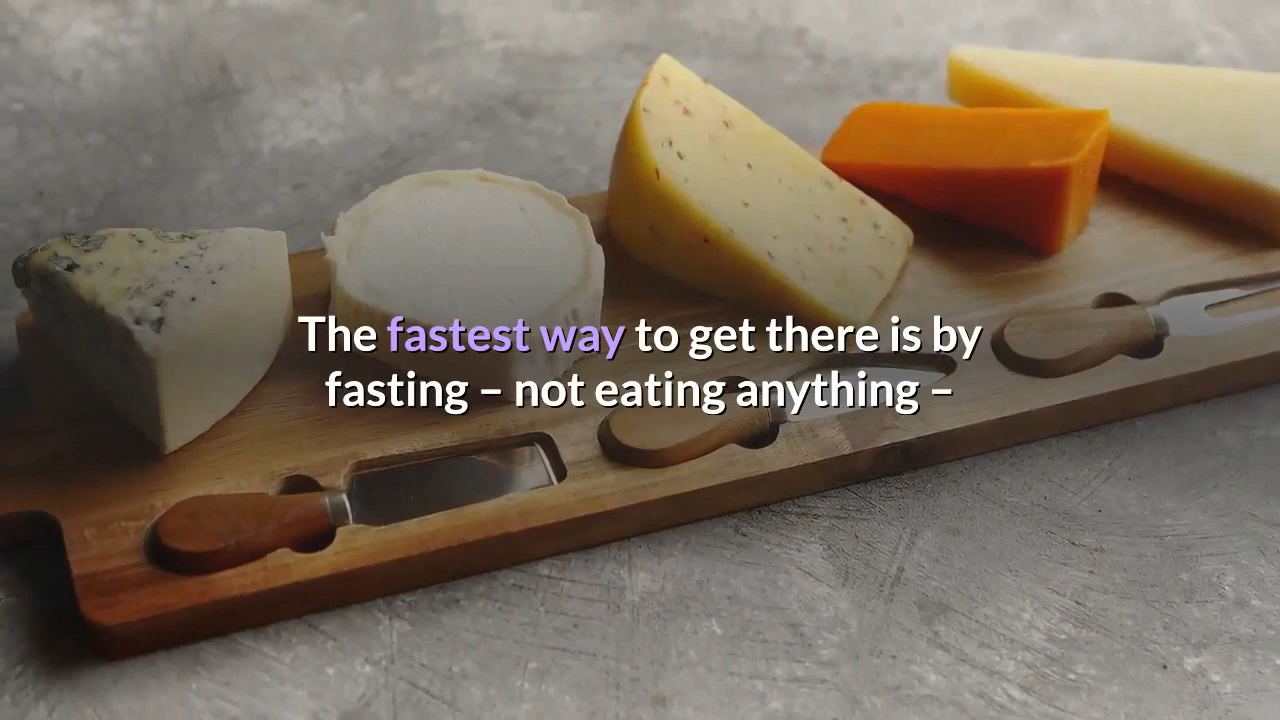 The fastest way to get there is by
fasting – not eating anything –